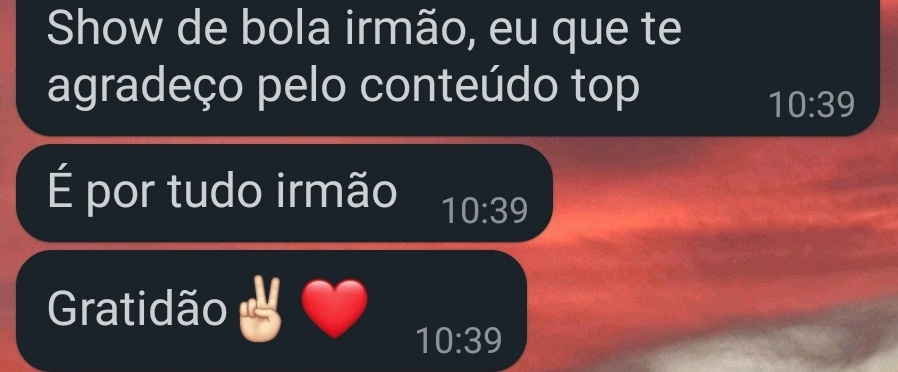 Show de bola irmão, eu que te
agradeço pelo conteúdo top
10:39
É por tudo irmão
10:39
Gratidão✌🏻❤️
10:39